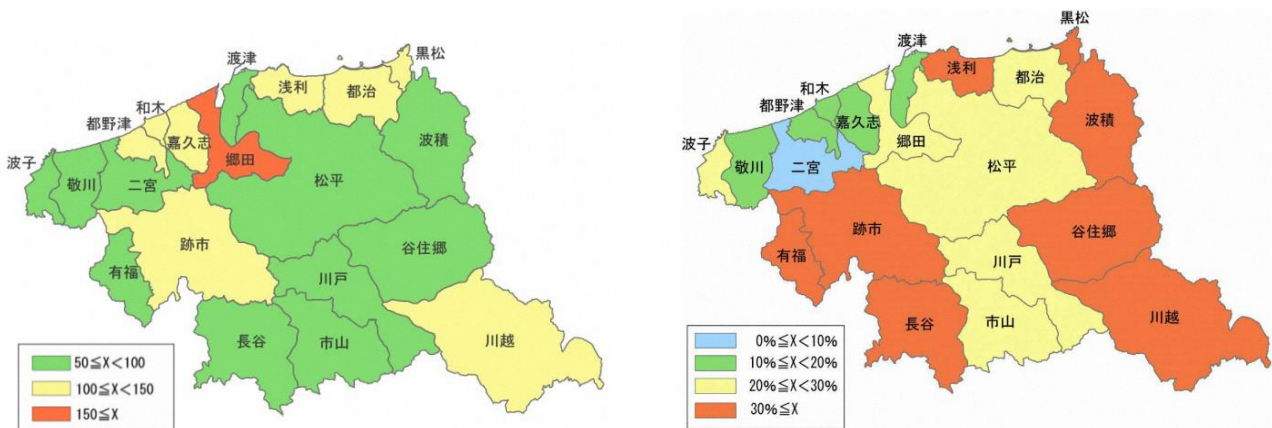 黒松
渡津
浅利
都治
和木
都野津
嘉久志
波積
波子
郷田
敬川
二宮
松平
跡市
谷住郷
有福
川戸
長谷
市山
川越
50≦X<100
100≦X<150
150≦X
黒松
渡津
浅利
都治
和木
都野津
嘉久志
波積
波子
郷田
敬川
二宮
松平
跡市
谷住郷
有福
川戸
長谷
市山
川越
0%≦X<10%
10%≦X<20%
20%≦X<30%
30%≦X